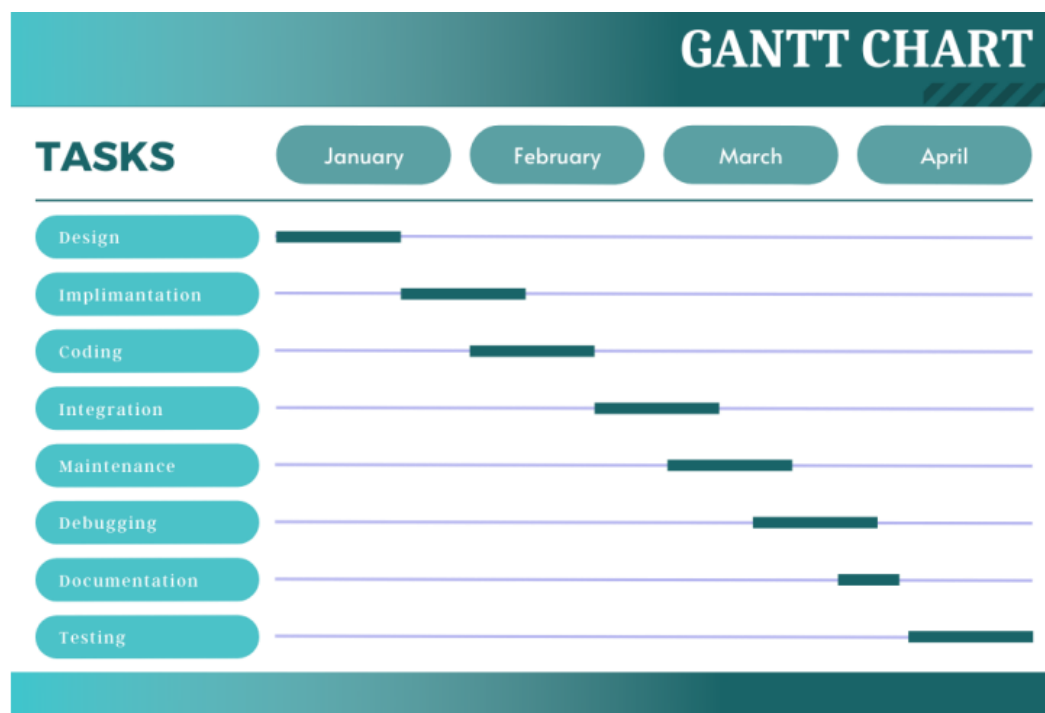 GANTT CHART
TASKS January February March April
Design
Implimantation
Coding
Integration
Maintenance
Debugging
Documentation
Testing